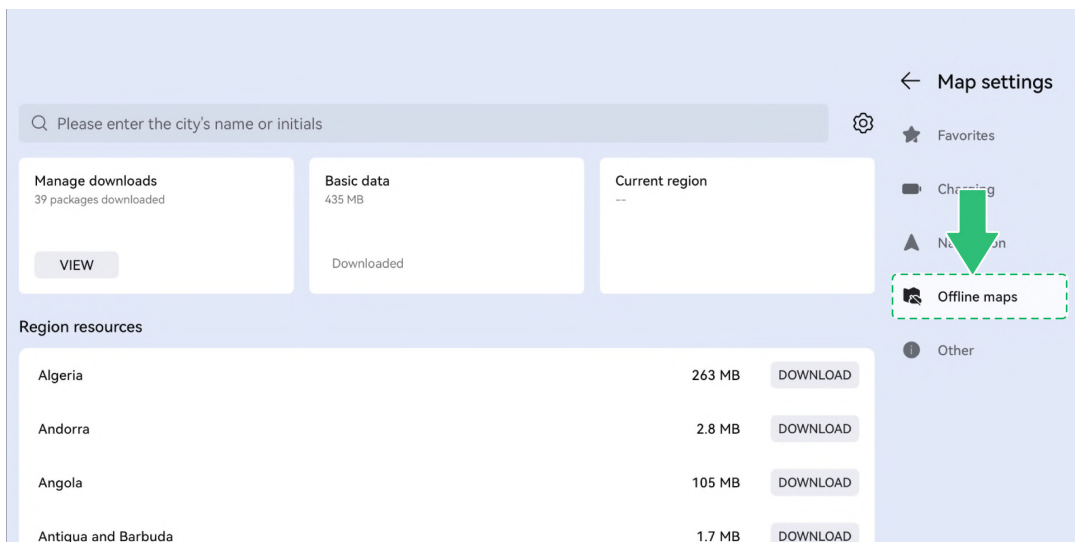 Map settings
Please enter the city's name or initials
Favorites
Manage downloads
39 packages downloaded
VIEW
Basic data
435 MB
Downloaded
Current region
--
Charging
Offline maps
Other
Region resources
Algeria 263 MB DOWNLOAD
Andorra 2.8 MB DOWNLOAD
Angola 105 MB DOWNLOAD
Antigua and Barbuda 1.7 MB DOWNLOAD